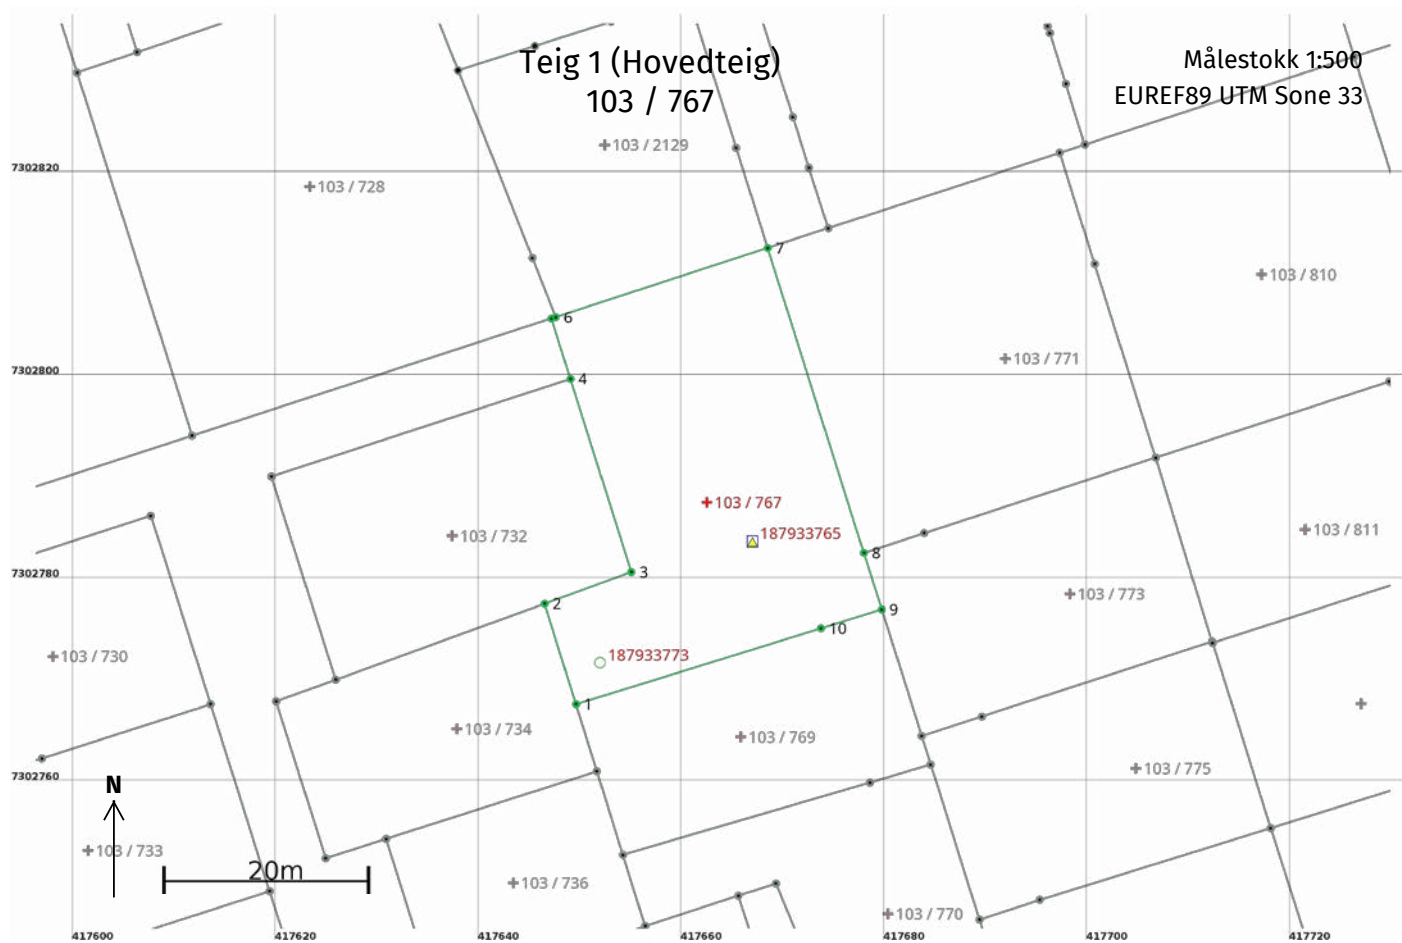 Teig 1 (Hovedteig)
103 / 767
Målestokk 1:500
EUREF89 UTM Sone 33
103 / 2129
7302820
103 / 728
7
103 / 810
6
103 / 771
7302800
4
103 / 767
187933765
103 / 732
103 / 811
8
3
7302780
103 / 773
2
9
10
103 / 730
187933773
1
103 / 734
103 / 769
103 / 775
7302760
N
103 / 733
20m
103 / 736
103 / 770
417600
417620
417640
417660
417680
417700
417720